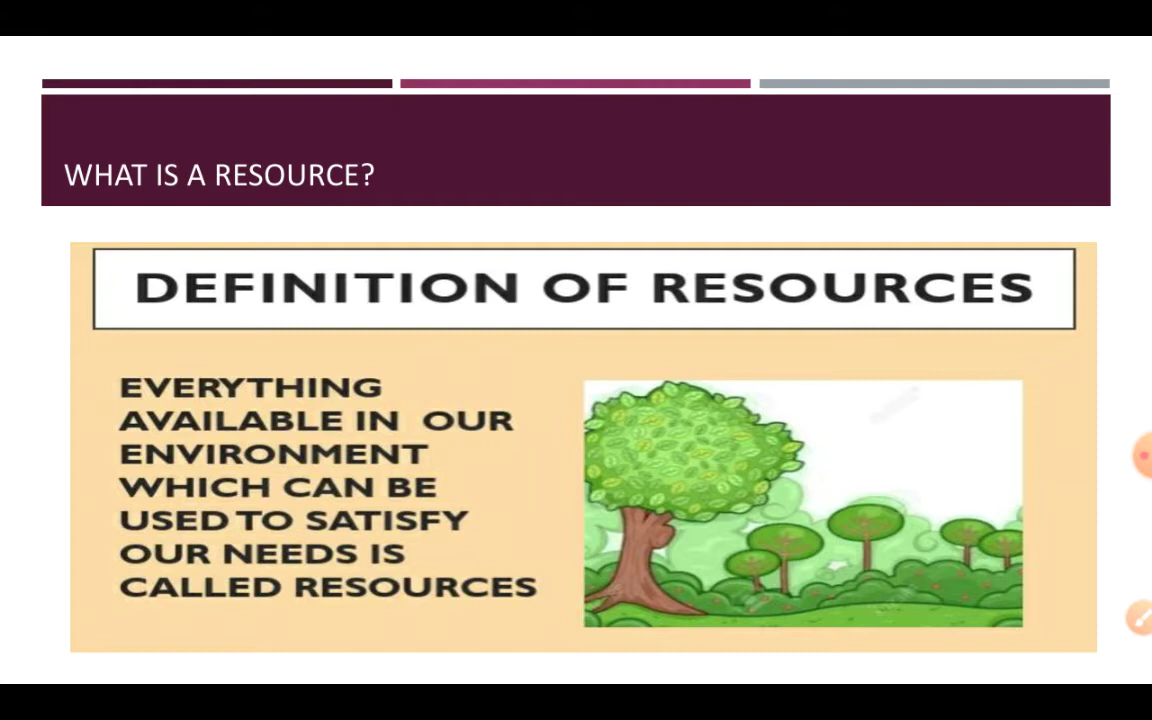 WHAT IS A RESOURCE?
DEFINITION OF RESOURCES
EVERYTHING
AVAILABLE IN OUR
ENVIRONMENT
WHICH CAN BE
USED TO SATISFY
OUR NEEDS IS
CALLED RESOURCES